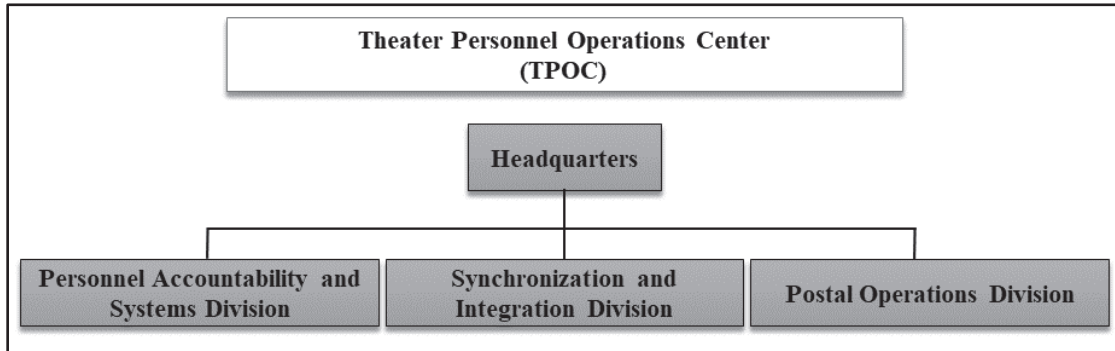 Theater Personnel Operations Center
(TPOC)
Headquarters
Personnel Accountability and
Systems Division
Synchronization and
Integration Division
Postal Operations Division